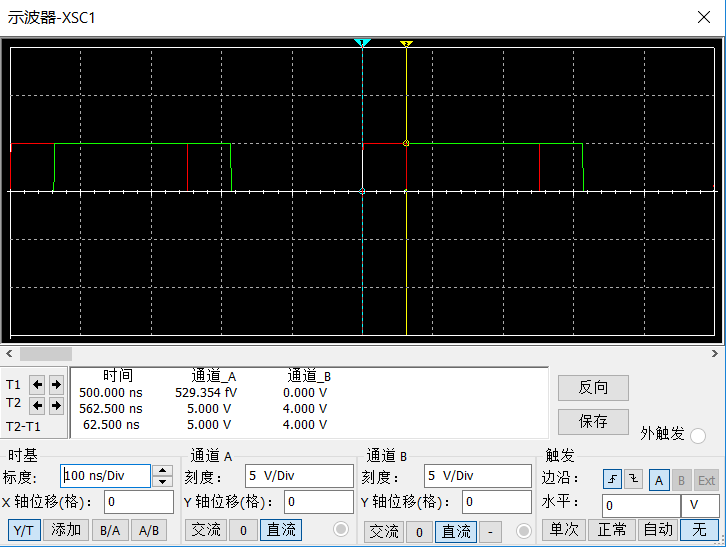 示波器-XSC1
1 2
时间 通道_A 通道_B
T1 500.000 ns 529.354 fV 0.000 V
T2 562.500 ns 5.000 V 4.000 V
T2-T1 62.500 ns 5.000 V 4.000 V
反向
保存
外触发
时基 通道 A 通道 B 触发
标度: 100 ns/Div 刻度: 5 V/Div 刻度: 5 V/Div 边沿: A B Ext
X 轴位移(格): 0 Y 轴位移(格): 0 Y 轴位移(格): 0 水平: 0 V
Y/T 添加 B/A A/B 交流 0 直流 交流 0 直流 - 单次 正常 自动 无